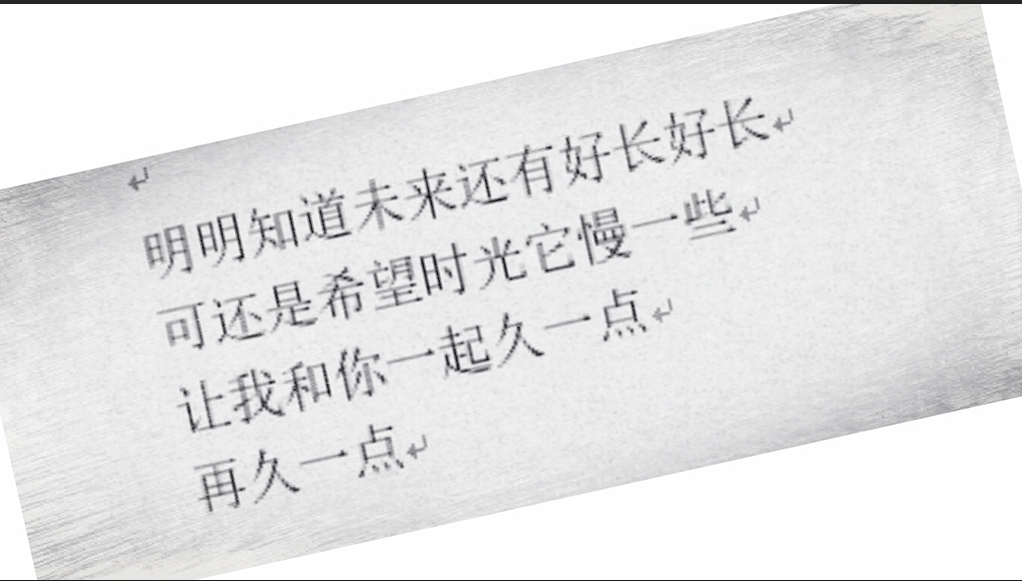 明明知道未来还有好长好长
可还是希望时光它慢一些
让我和你一起久一点
再久一点